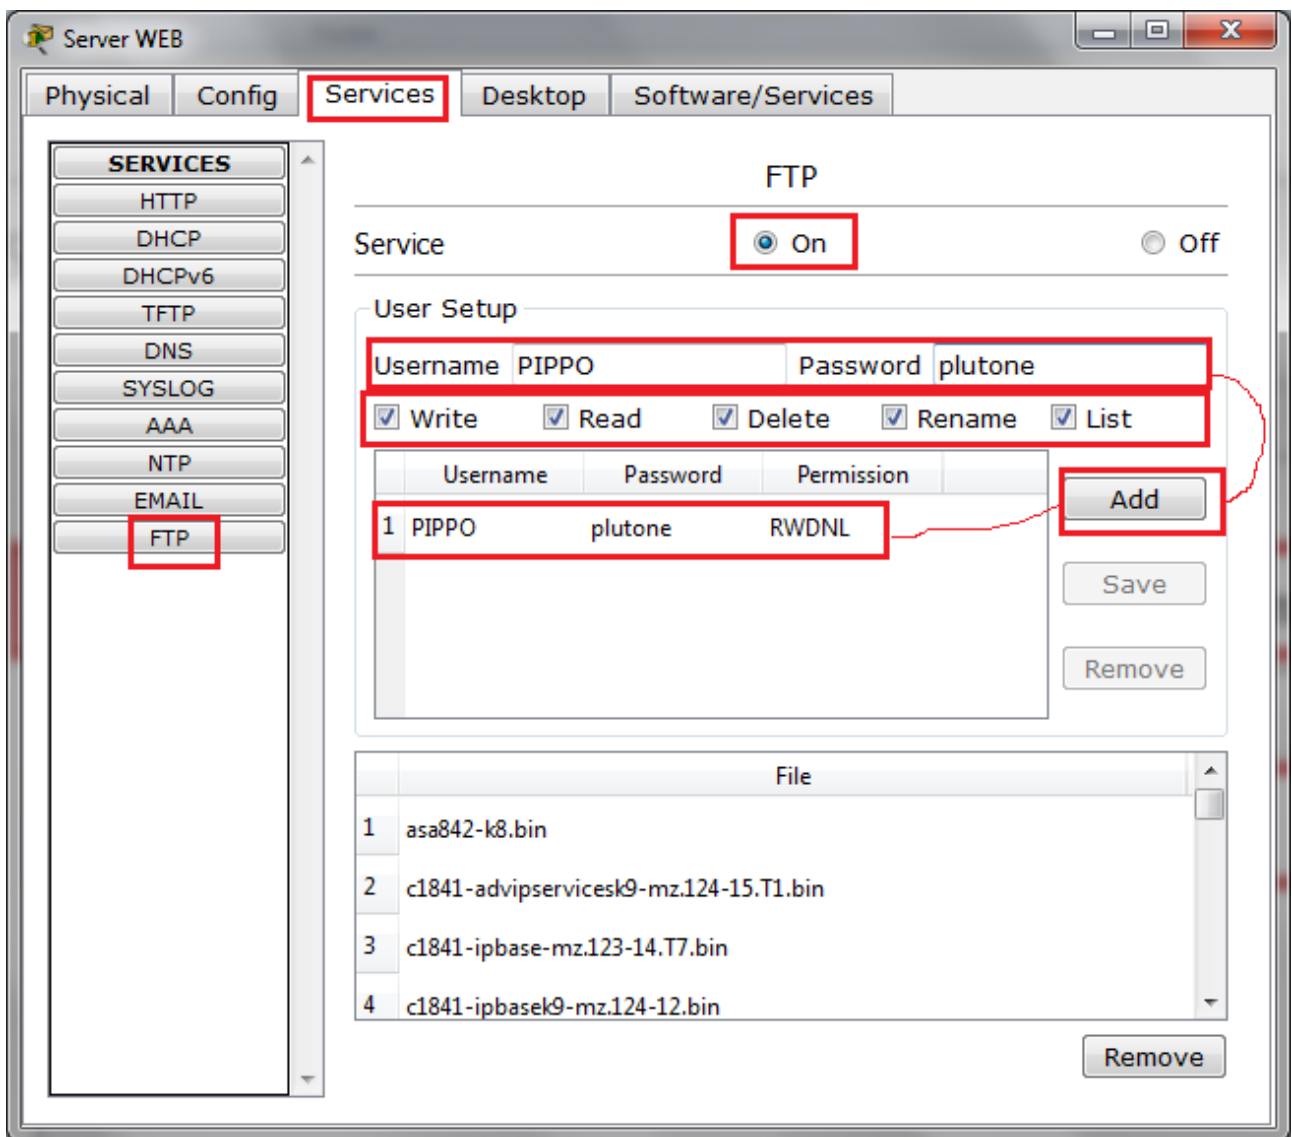 Server WEB
Physical Config Services Desktop Software/Services
SERVICES
HTTP
DHCP
DHCPv6
TFTP
DNS
SYSLOG
AAA
NTP
EMAIL
FTP
FTP
Service On Off
User Setup
Username PIPPO Password plutone
Write Read Delete Rename List
Username Password Permission
1 PIPPO plutone RWDNL
Add
Save
Remove
File
1 asa842-k8.bin
2 c1841-advipservicesk9-mz.124-15.T1.bin
3 c1841-ipbase-mz.123-14.T7.bin
4 c1841-ipbasek9-mz.124-12.bin
Remove